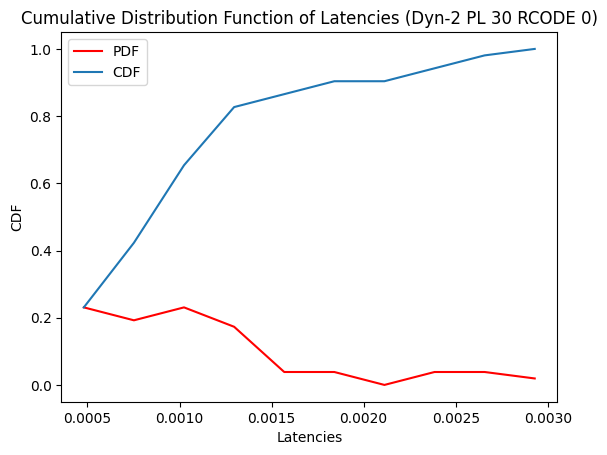 Cumulative Distribution Function of Latencies (Dyn-2 PL 30 RCODE 0)
PDF
CDF
1.0
0.8
0.6
0.4
0.2
0.0
CDF
0.0005 0.0010 0.0015 0.0020 0.0025 0.0030
Latencies